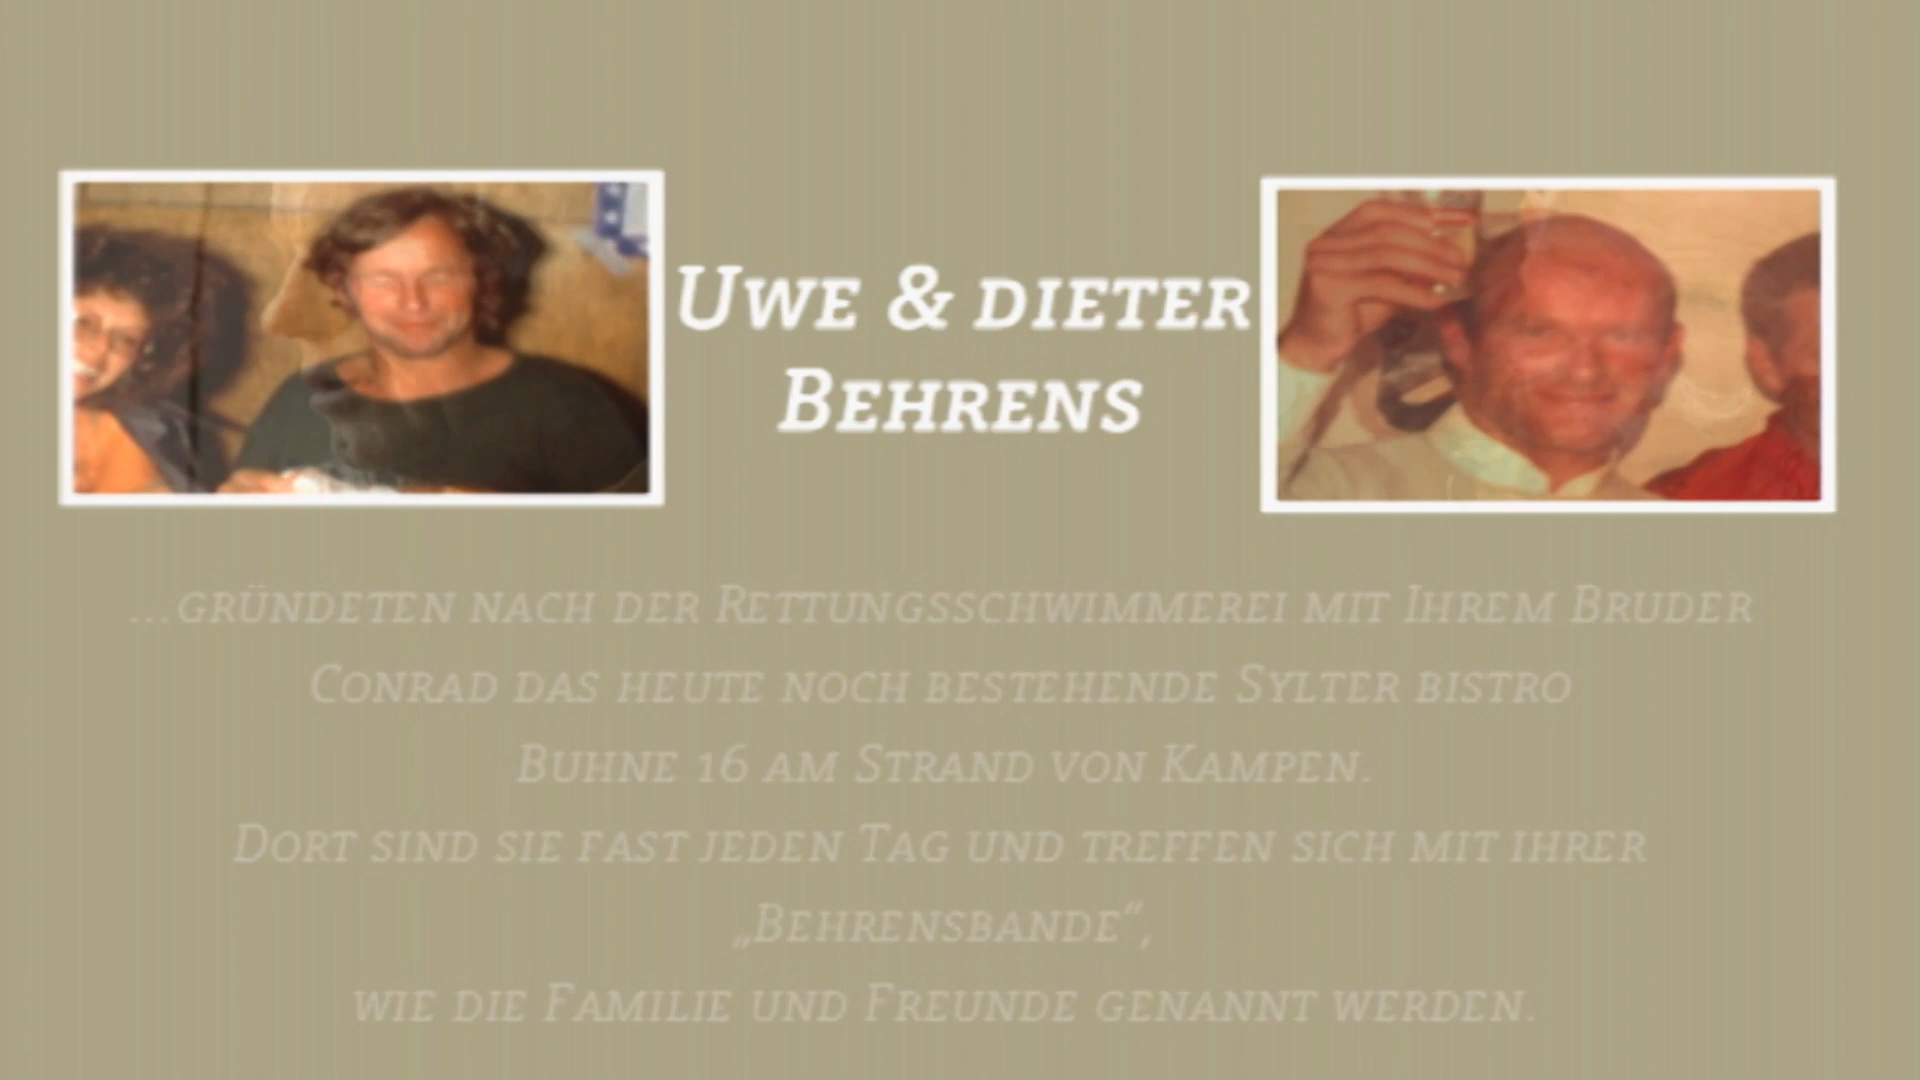 Uwe & dieter
Behrens
...gründeten nach der Rettungsschwimmerei mit Ihrem Bruder
Conrad das heute noch bestehende Sylter bistro
Buhne 16 am Strand von Kampen.
Dort sind sie fast jeden Tag und treffen sich mit ihrer
„Behrensbande“,
wie die Familie und Freunde genannt werden.